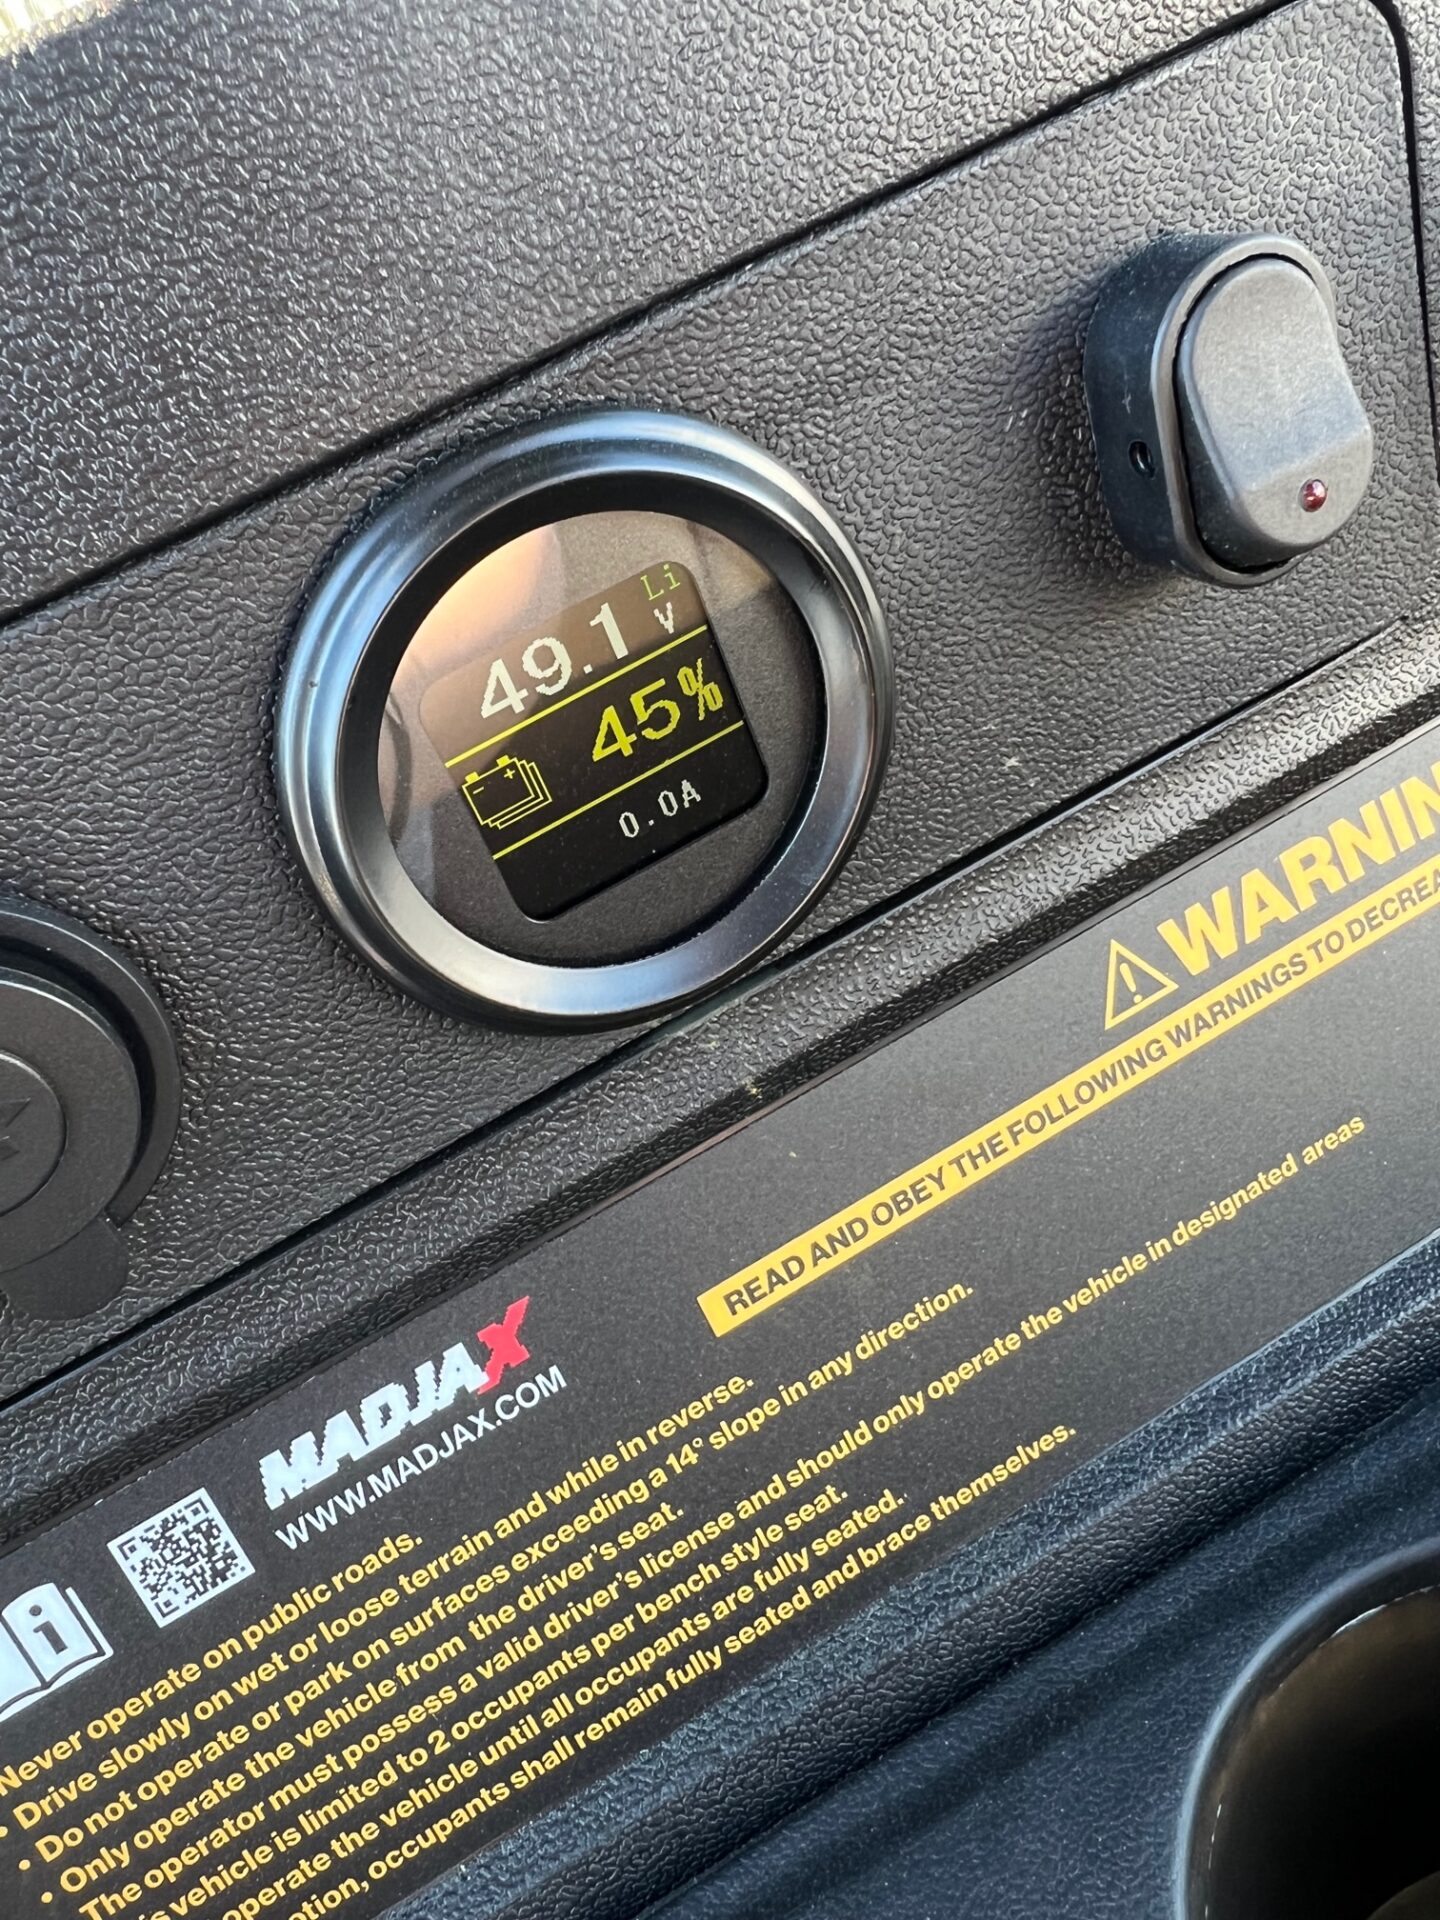 Li
49.1 V
45%
- +
0.0A
WARNIN
READ AND OBEY THE FOLLOWING WARNINGS TO DECREA
MADJAX
WWW.MADJAX.COM
i
Never operate on public roads.
• Drive slowly on wet or loose terrain and while in reverse.
• Do not operate or park on surfaces exceeding a 14° slope in any direction.
• Only operate the vehicle from the driver's seat.
The operator must possess a valid driver's license and should only operate the vehicle in designated areas
is vehicle is limited to 2 occupants per bench style seat.
operate the vehicle until all occupants are fully seated.
otion, occupants shall remain fully seated and brace themselves.